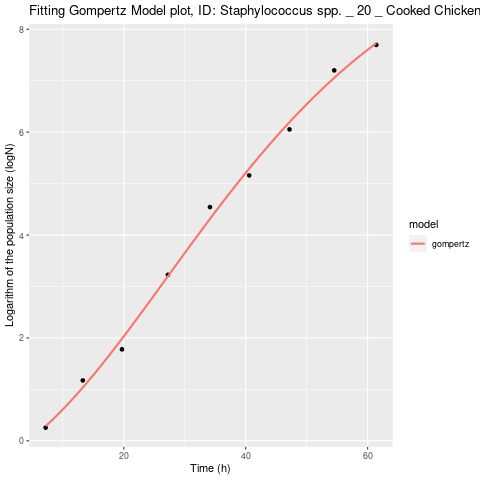 Fitting Gompertz Model plot, ID: Staphylococcus spp. _ 20 _ Cooked Chicken
Logarithm of the population size (logN)
8
6
4
2
0
20 40 60
Time (h)
model
gompertz